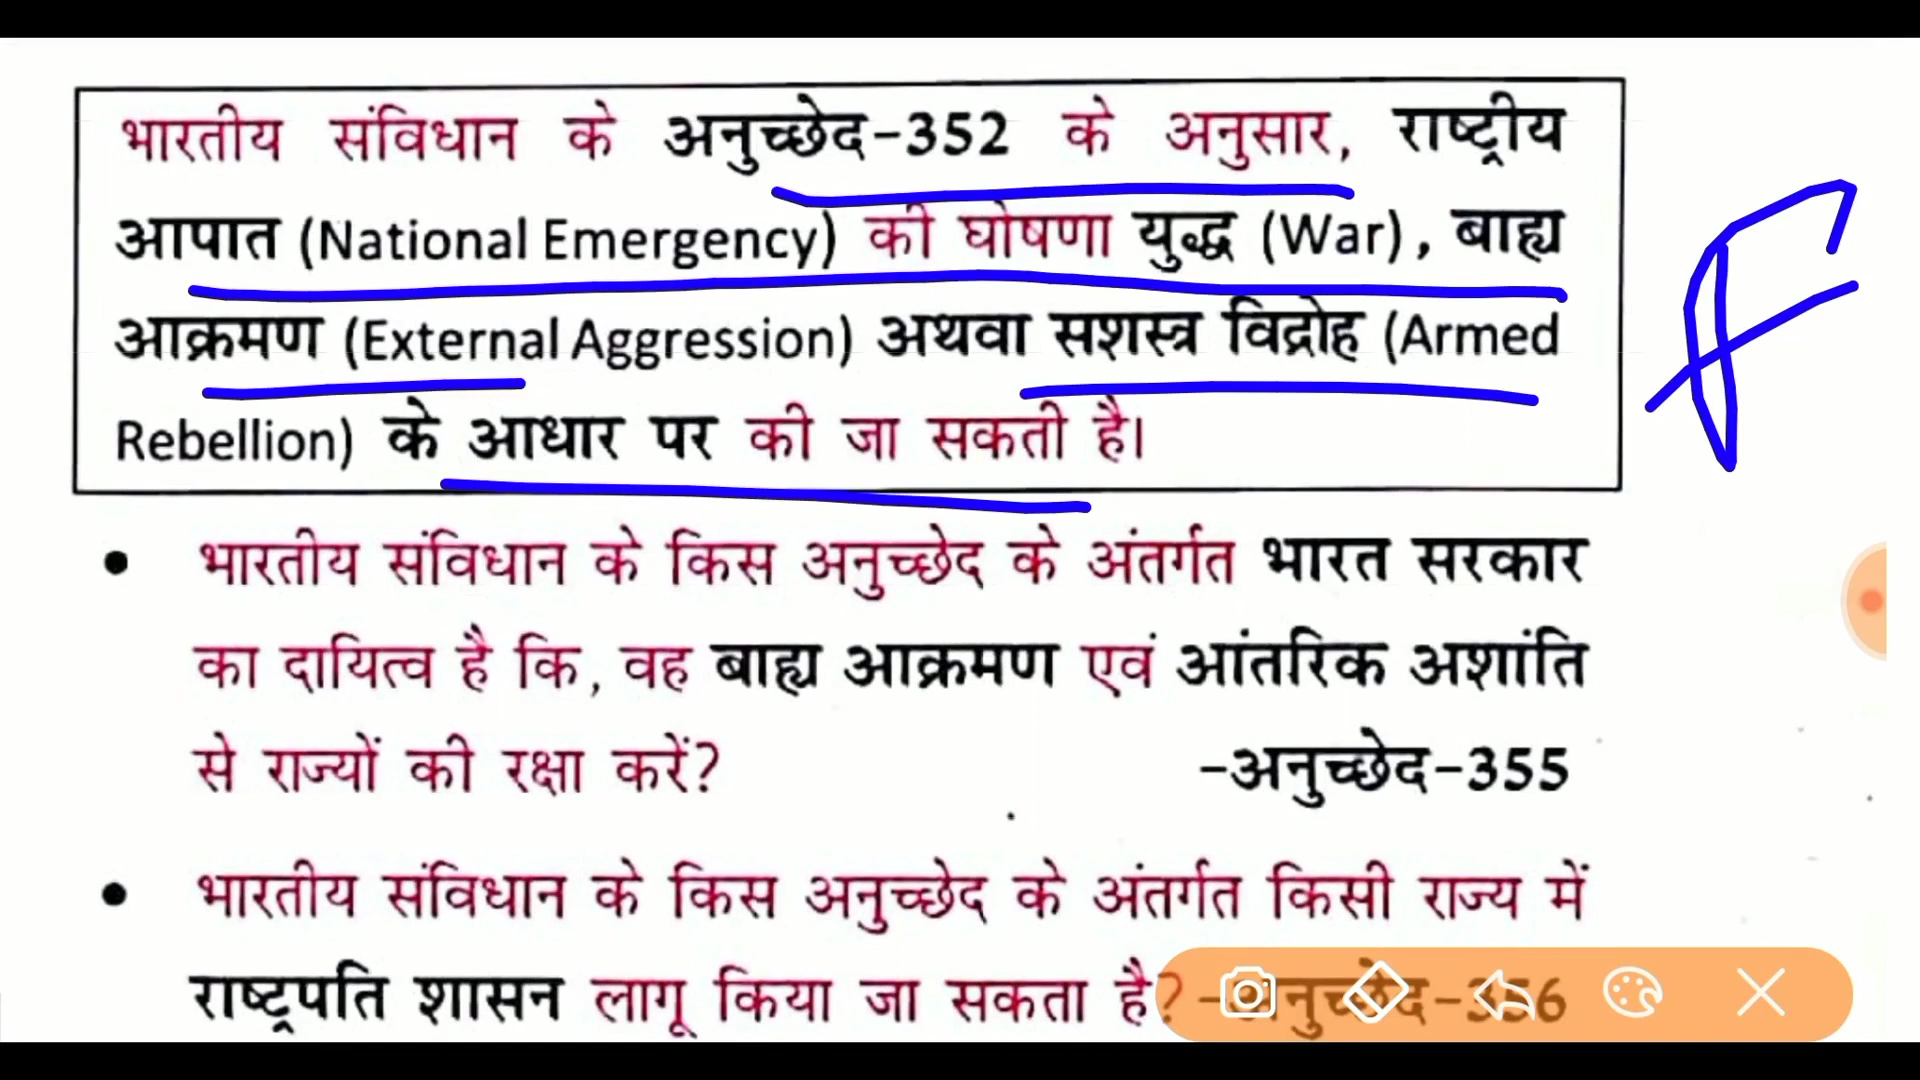 भारतीय संविधान के अनुच्छेद-352 के अनुसार, राष्ट्रीय
आपात (National Emergency) की घोषणा युद्ध (War), बाह्य
आक्रमण (External Aggression) अथवा सशस्त्र विद्रोह (Armed
Rebellion) के आधार पर की जा सकती है।
• भारतीय संविधान के किस अनुच्छेद के अंतर्गत भारत सरकार
का दायित्व है कि, वह बाह्य आक्रमण एवं आंतरिक अशांति
से राज्यों की रक्षा करें? -अनुच्छेद-355
• भारतीय संविधान के किस अनुच्छेद के अंतर्गत किसी राज्य में
राष्ट्रपति शासन लागू किया जा सकता है? -अनुच्छेद-356